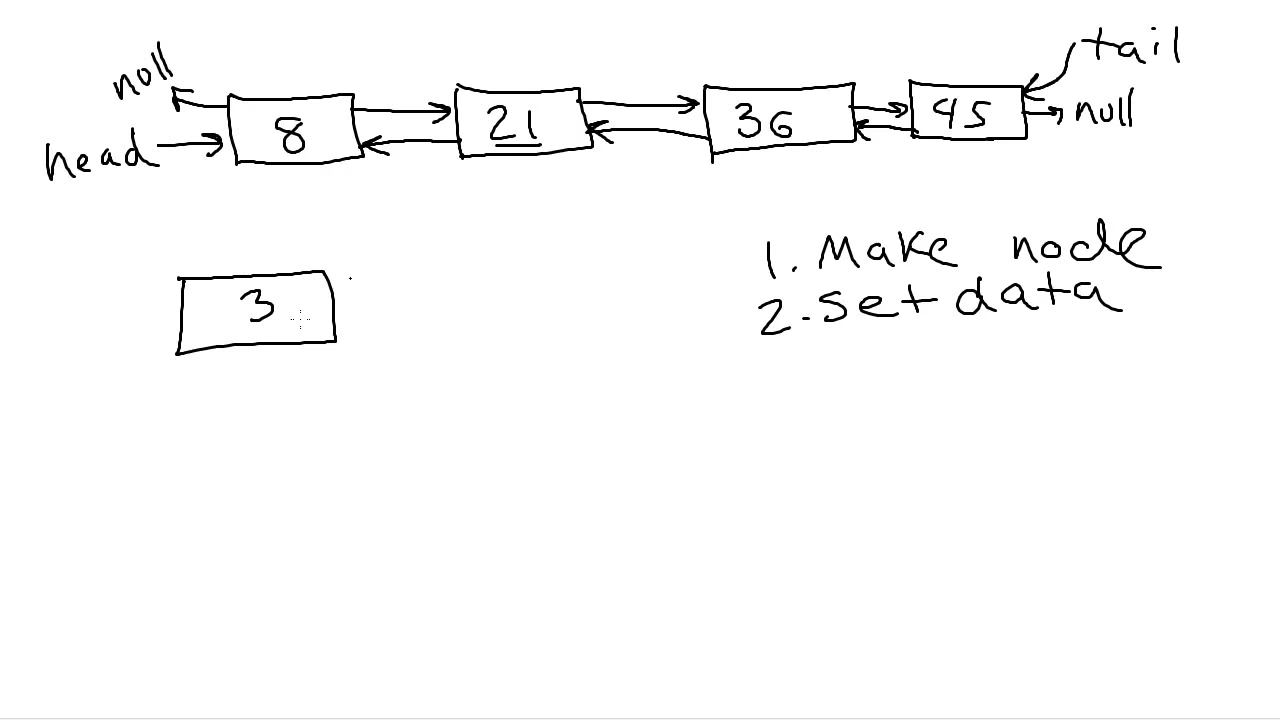 null
tail
head
8
21
36
45
null
1. Make node
2. set data
3